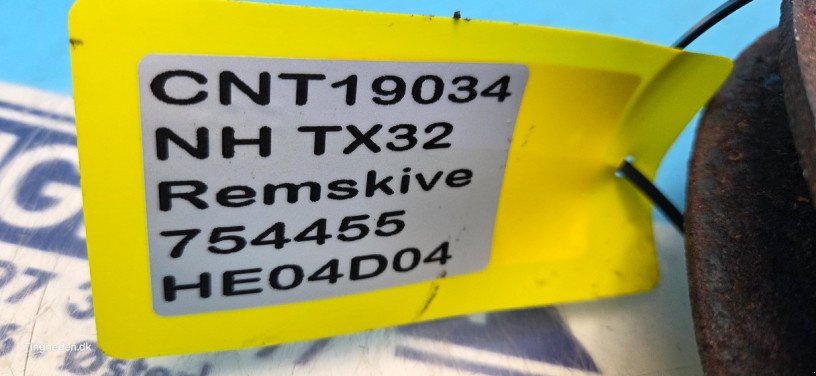 CNT19034
NH TX32
Remskive
754455
HE04D04